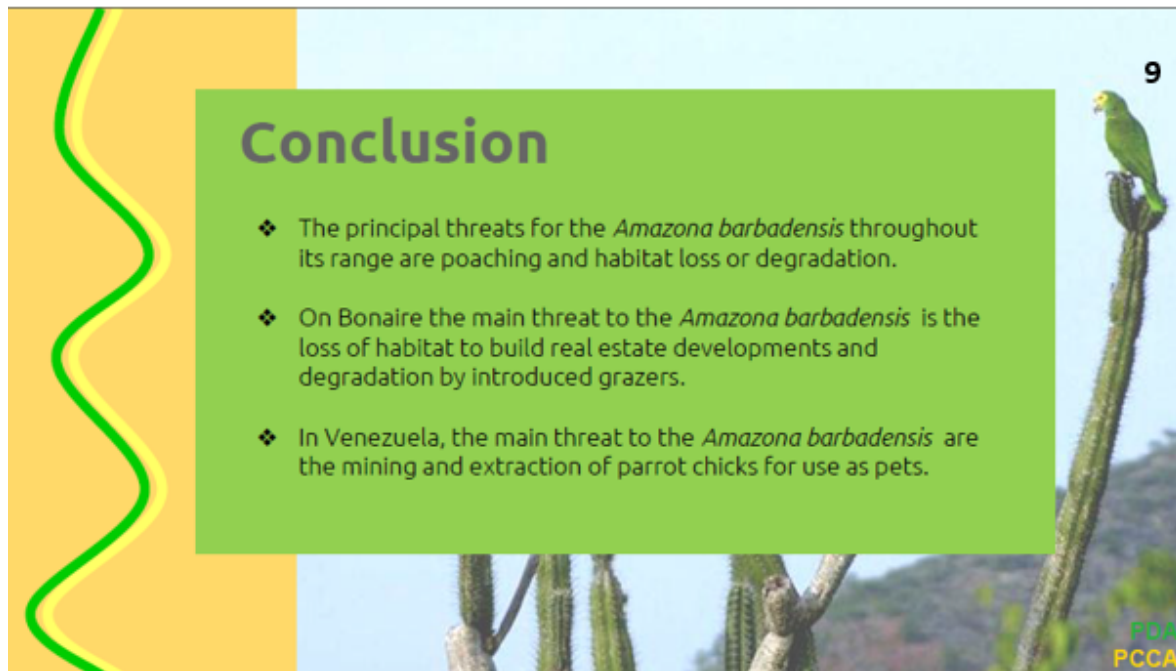 9
Conclusion
❖ The principal threats for the Amazona barbadensis throughout
its range are poaching and habitat loss or degradation.
❖ On Bonaire the main threat to the Amazona barbadensis is the
loss of habitat to build real estate developments and
degradation by introduced grazers.
❖ In Venezuela, the main threat to the Amazona barbadensis are
the mining and extraction of parrot chicks for use as pets.
PDA
PCCA